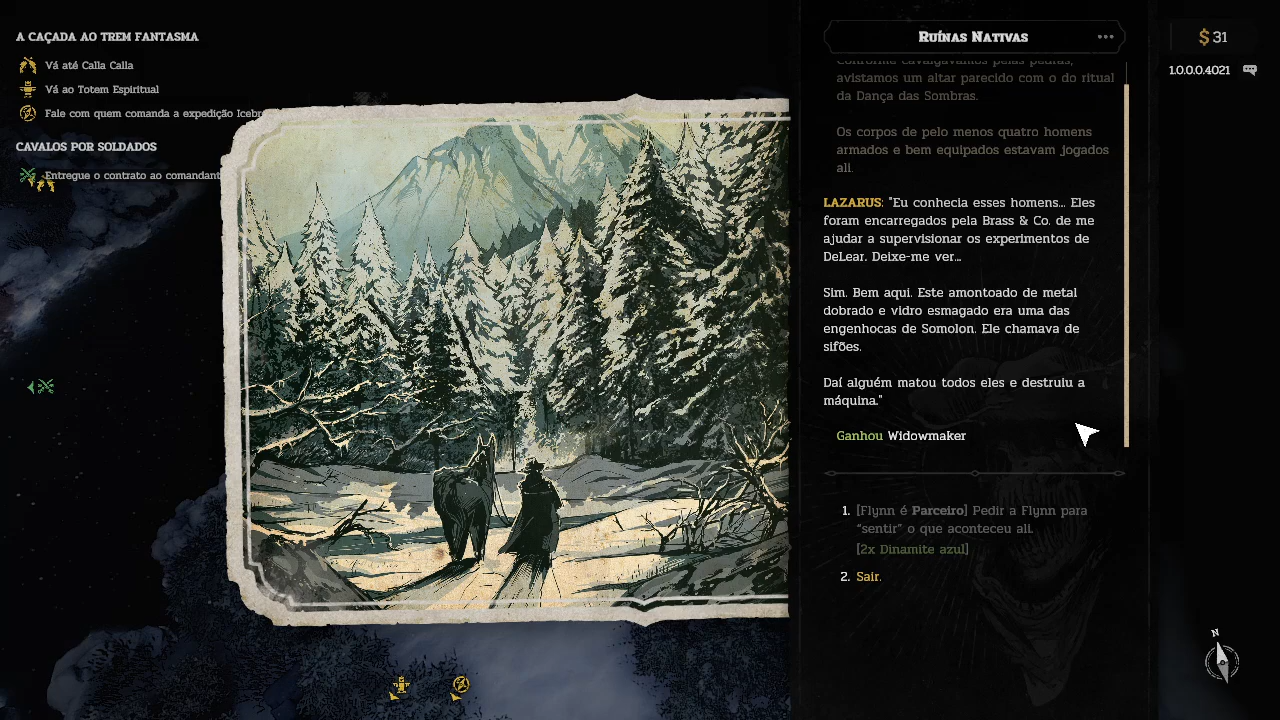 A CAÇADA AO TREM FANTASMA
Vá até Calla Calla
Vá ao Totem Espiritual
Fale com quem comanda a expedição Icebr
CAVALOS POR SOLDADOS
Entregue o contrato ao comandant
RUÍNAS NATIVAS
$ 31
1.0.0.0.4021
Conforme cavalgávamos pelas pedras,
avistamos um altar parecido com o do ritual
da Dança das Sombras.
Os corpos de pelo menos quatro homens
armados e bem equipados estavam jogados
ali.
LAZARUS: "Eu conhecia esses homens... Eles
foram encarregados pela Brass & Co. de me
ajudar a supervisionar os experimentos de
DeLear. Deixe-me ver...
Sim. Bem aqui. Este amontoado de metal
dobrado e vidro esmagado era uma das
engenhocas de Somolon. Ele chamava de
sifões.
Daí alguém matou todos eles e destruiu a
máquina."
Ganhou Widowmaker
1. [Flynn é Parceiro] Pedir a Flynn para
“sentir” o que aconteceu ali.
[2x Dinamite azul]
2. Sair.
N